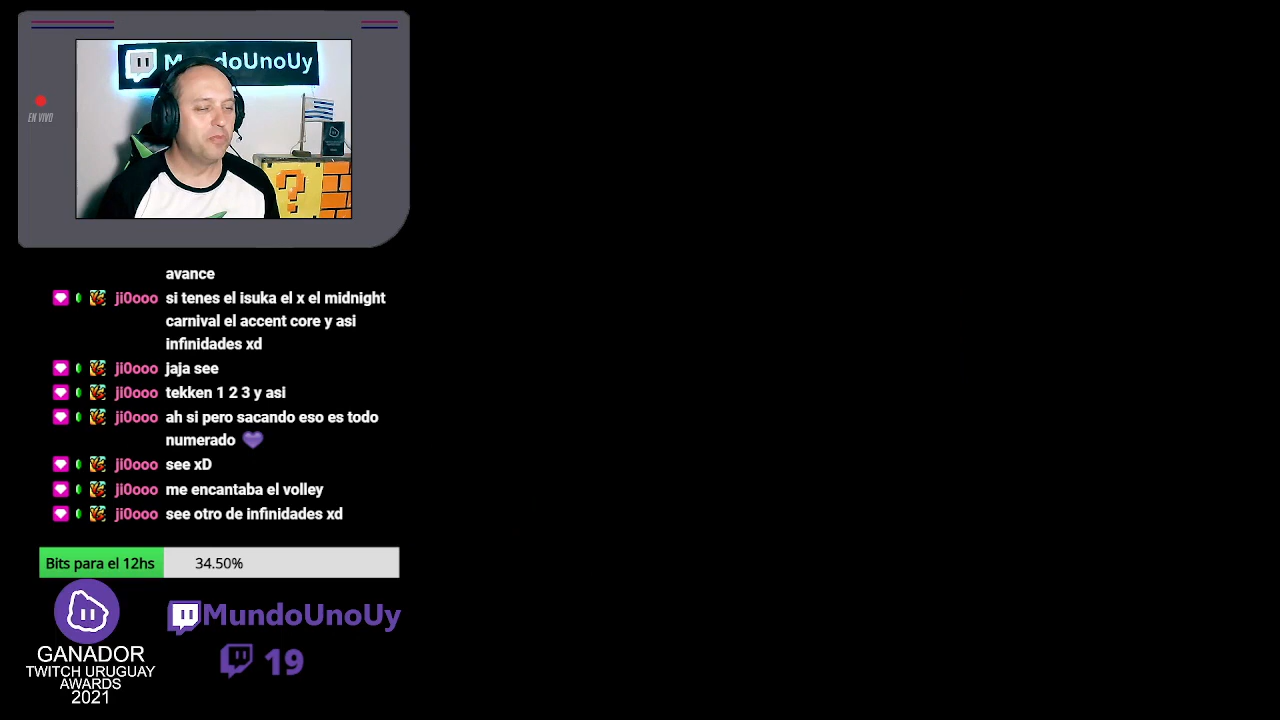 MundoUnoUy
EN VIVO
avance
ji0ooo si tenes el isuka el x el midnight
carnival el accent core y asi
infinidades xd
ji0ooo jaja see
ji0ooo tekken 1 2 3 y asi
ji0ooo ah si pero sacando eso es todo
numerado
ji0ooo see xD
ji0ooo me encantaba el volley
ji0ooo see otro de infinidades xd
Bits para el 12hs 34.50%
MundoUnoUy
19
GANADOR
TWITCH URUGUAY
AWARDS
2021